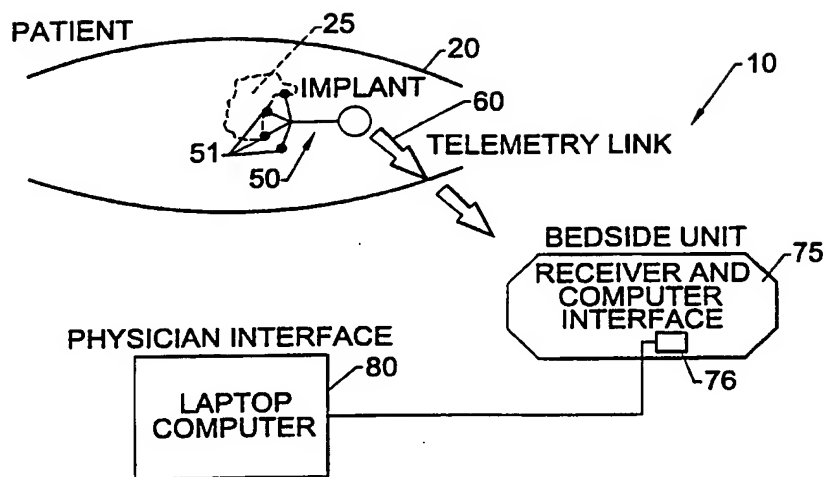 PATIENT
25
20
10
IMPLANT
60
TELEMETRY LINK
51
50
BEDSIDE UNIT
75
RECEIVER AND
COMPUTER
INTERFACE
76
PHYSICIAN INTERFACE
80
LAPTOP
COMPUTER